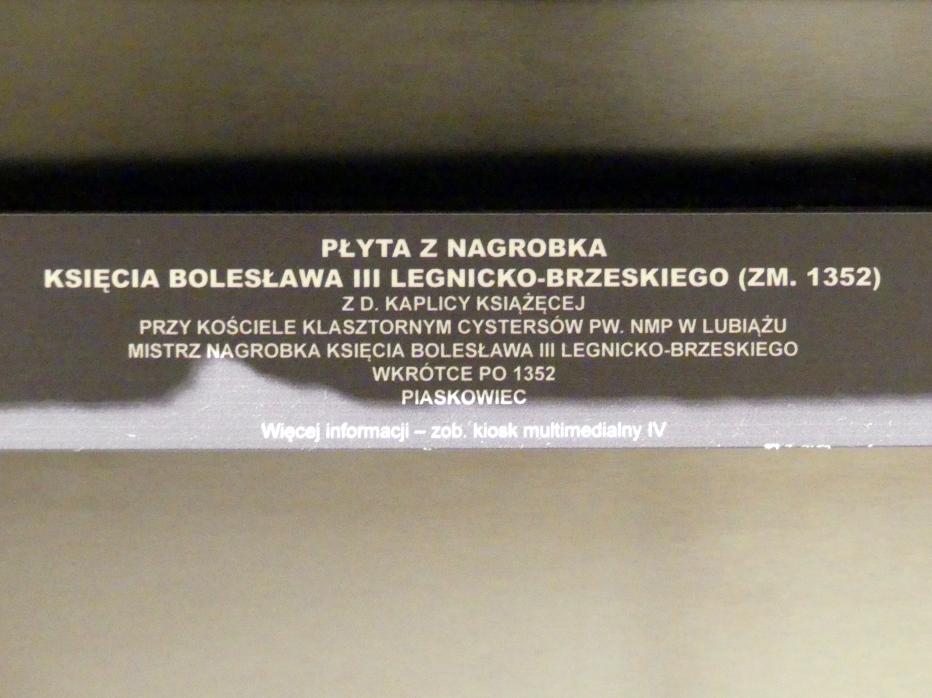 PŁYTA Z NAGROBKA
KSIĘCIA BOLESŁAWA III LEGNICKO-BRZESKIEGO (ZM. 1352)
Z D. KAPLICY KSIĄŻĘCEJ
PRZY KOŚCIELE KLASZTORNYM CYSTERSÓW PW. NMP W LUBIĄŻU
MISTRZ NAGROBKA KSIĘCIA BOLESŁAWA III LEGNICKO-BRZESKIEGO
WKRÓTCE PO 1352
PIASKOWIEC
Więcej informacji – zob. kiosk multimedialny IV